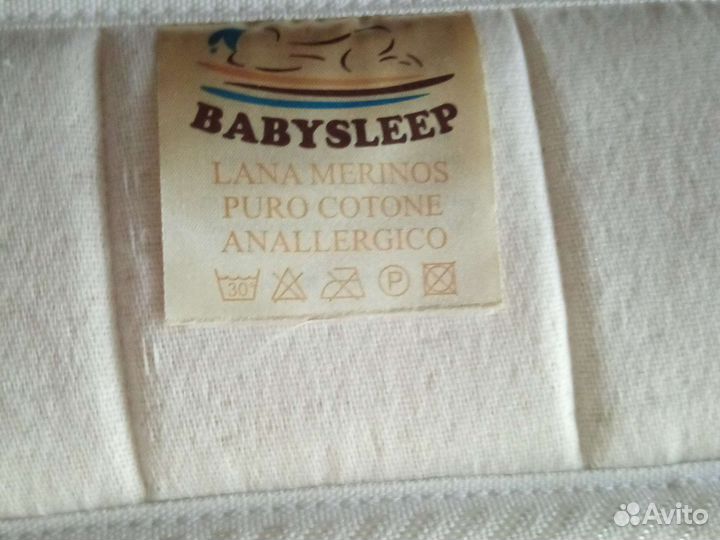 BABYSLEEP
LANA MERINOS
PURO COTONE
ANALLERGICO
30°
P
Avito